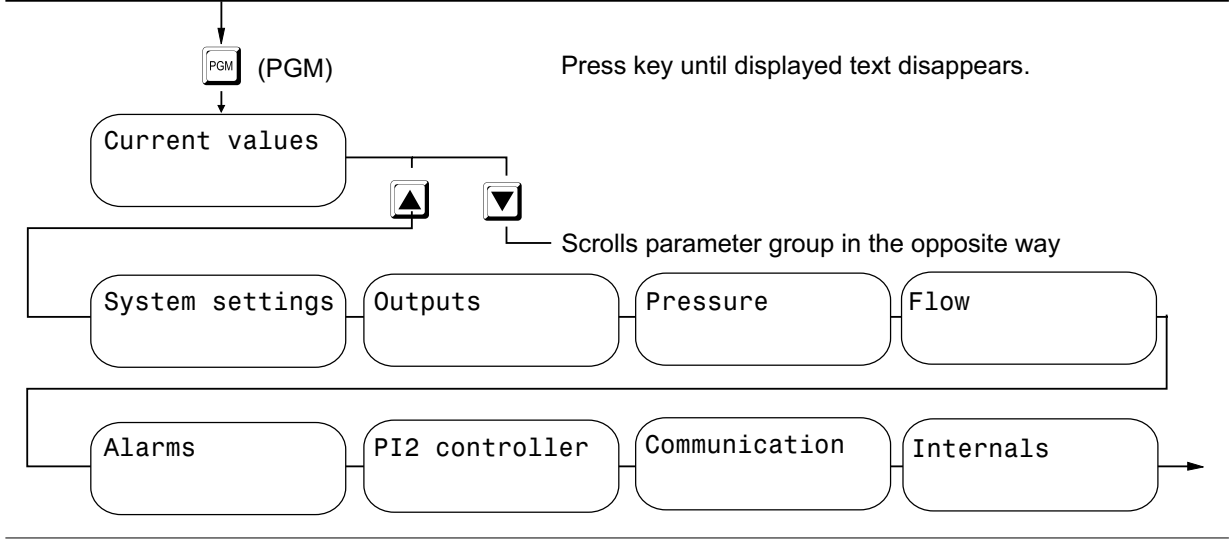 PGM (PGM) Press key until displayed text disappears.
Current values
Scrolls parameter group in the opposite way
System settings Outputs Pressure Flow
Alarms PI2 controller Communication Internals